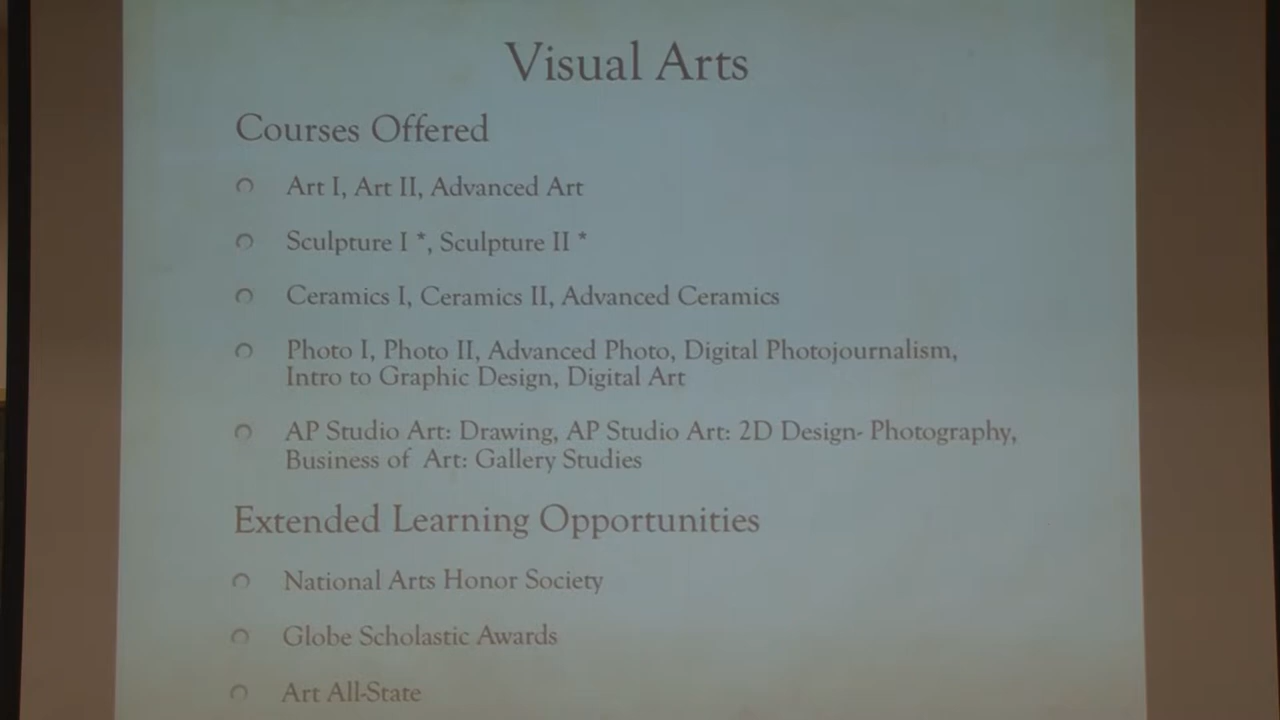 Visual Arts
Courses Offered
Art I, Art II, Advanced Art
Sculpture I *, Sculpture II *
Ceramics I, Ceramics II, Advanced Ceramics
Photo I, Photo II, Advanced Photo, Digital Photojournalism,
Intro to Graphic Design, Digital Art
AP Studio Art: Drawing, AP Studio Art: 2D Design- Photography,
Business of Art: Gallery Studies
Extended Learning Opportunities
National Arts Honor Society
Globe Scholastic Awards
Art All-State